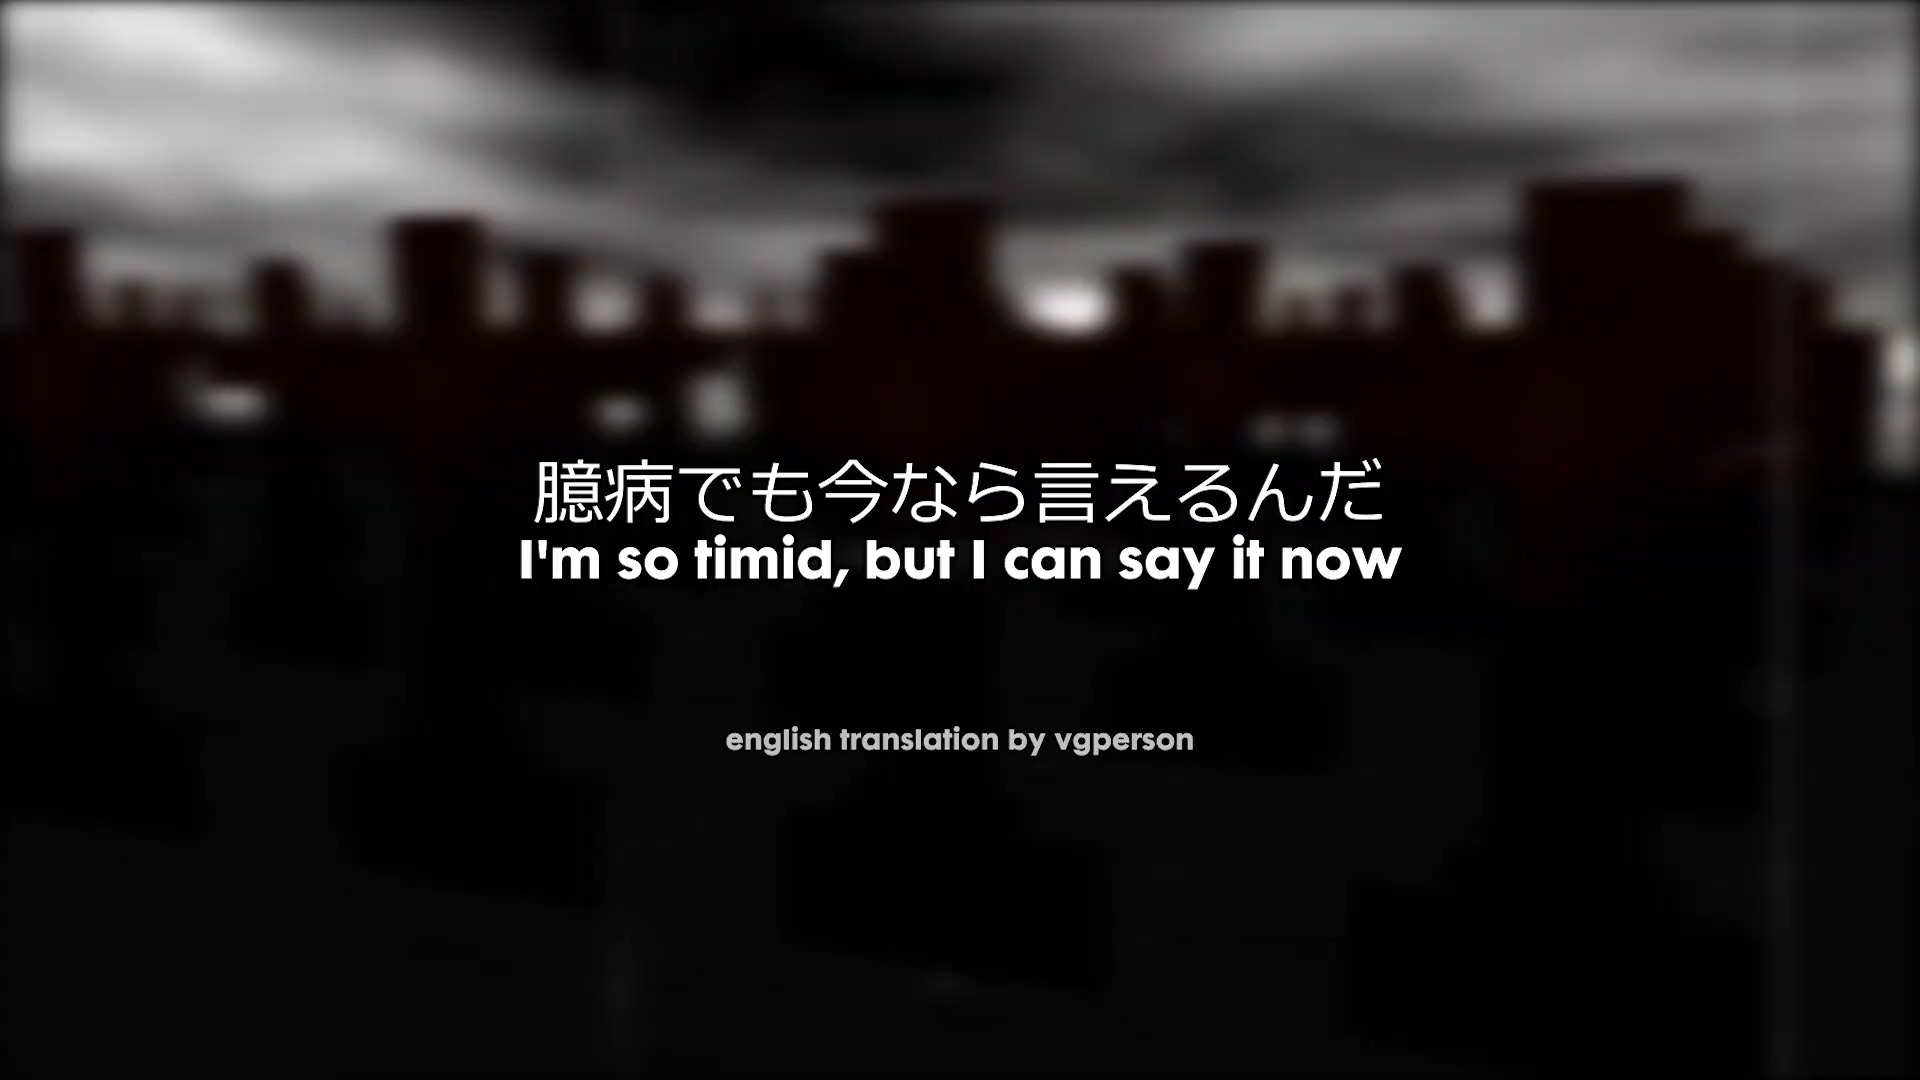 臆病でも今なら言えるんだ
I'm so timid, but I can say it now
english translation by vgperson